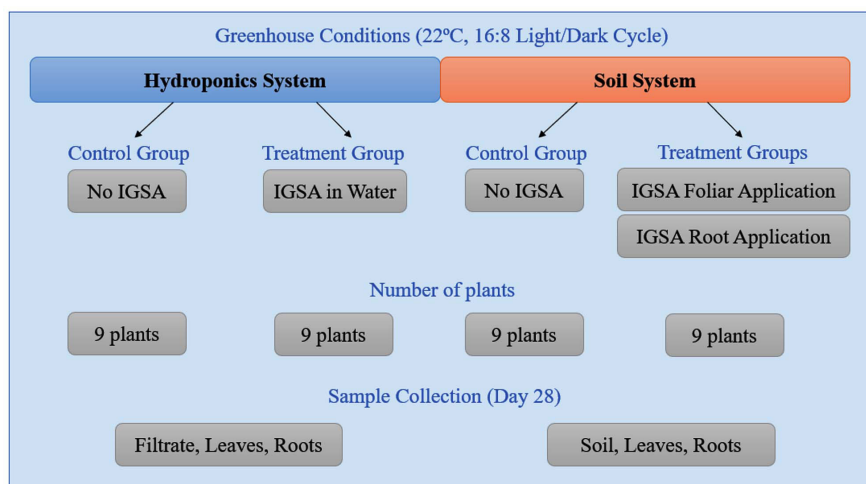 Greenhouse Conditions (22ºC, 16:8 Light/Dark Cycle)
Hydroponics System
Soil System
Control Group
Treatment Group
Control Group
Treatment Groups
No IGSA
IGSA in Water
No IGSA
IGSA Foliar Application
IGSA Root Application
Number of plants
9 plants
9 plants
9 plants
9 plants
Sample Collection (Day 28)
Filtrate, Leaves, Roots
Soil, Leaves, Roots